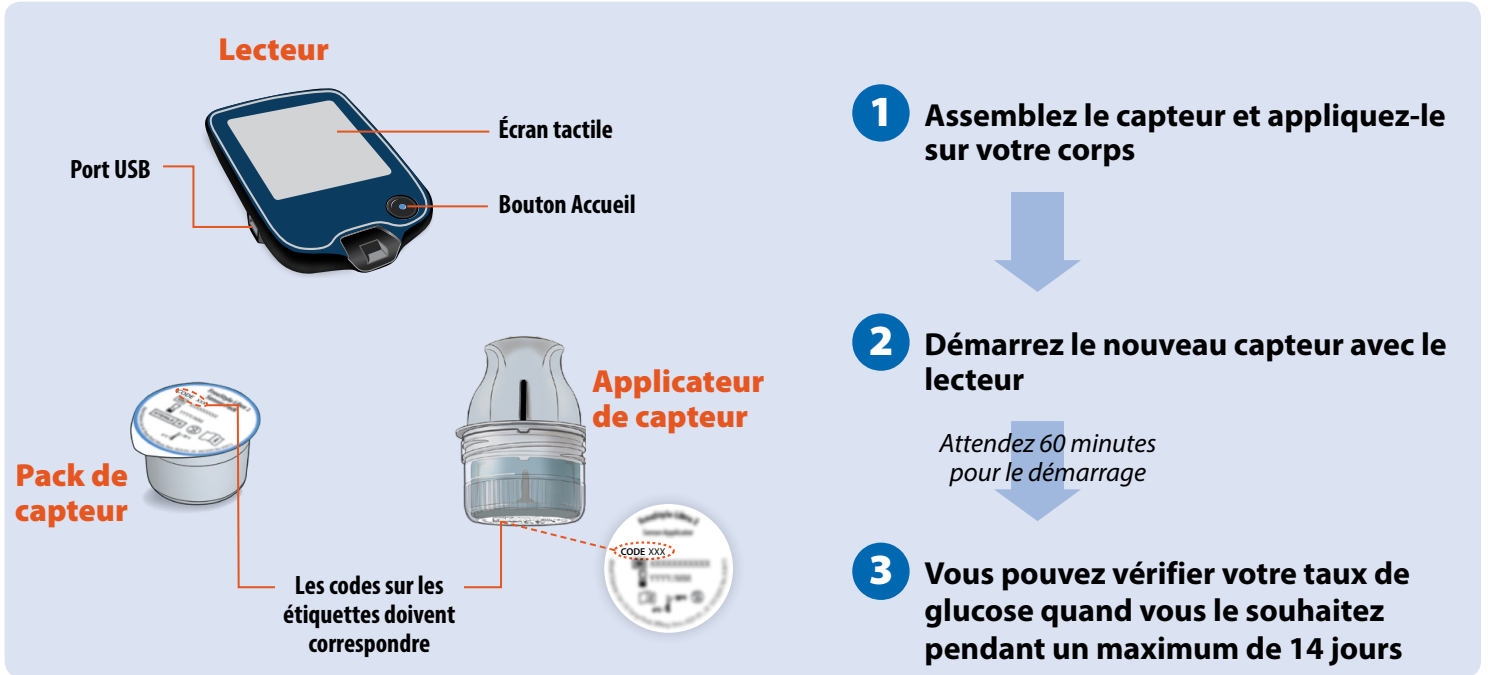 Lecteur
Écran tactile
Port USB
Bouton Accueil
Applicateur
de capteur
Pack de
capteur
CODE XXX
CODE XXX
Les codes sur les
étiquettes doivent
correspondre
1 Assemblez le capteur et appliquez-le
sur votre corps
2 Démarrez le nouveau capteur avec le
lecteur
Attendez 60 minutes
pour le démarrage
3 Vous pouvez vérifier votre taux de
glucose quand vous le souhaitez
pendant un maximum de 14 jours